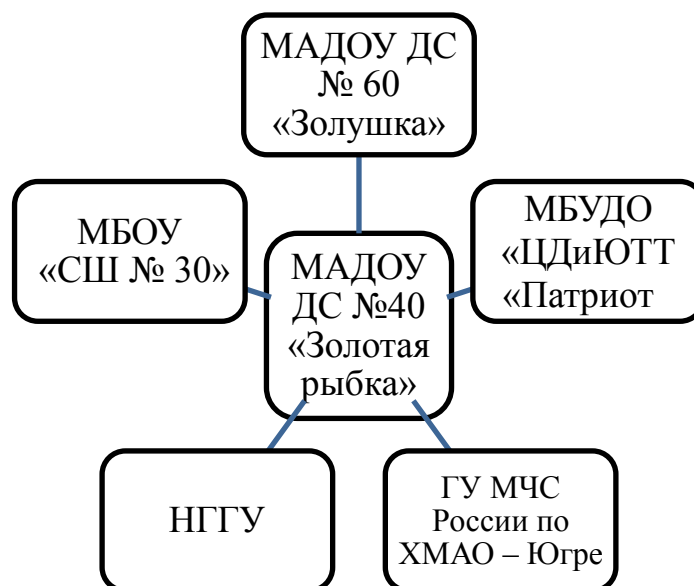 МАДОУ ДС
№ 60
«Золушка»
МБОУ
«СШ № 30»
МБУДО
«ЦДиЮТТ
«Патриот
МАДОУ
ДС №40
«Золотая
рыбка»
НГГУ
ГУ МЧС
России по
ХМАО – Югре